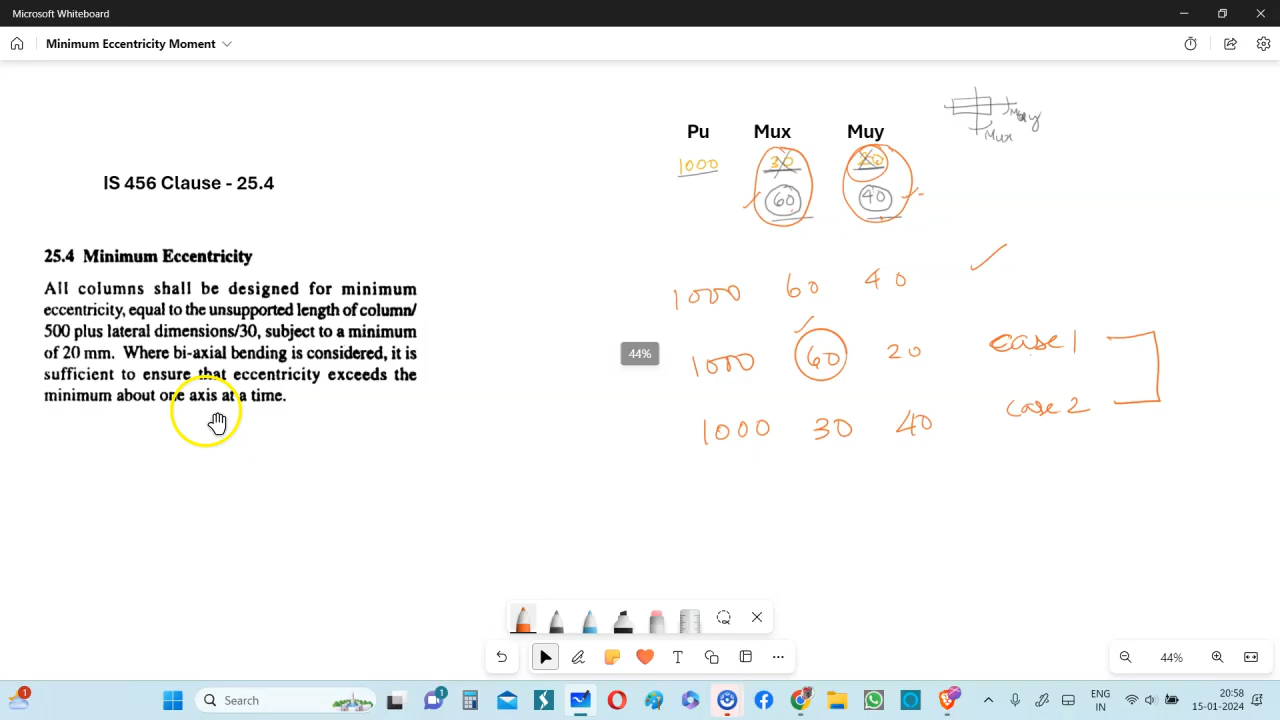 Microsoft Whiteboard
Minimum Eccentricity Moment
IS 456 Clause - 25.4
25.4 Minimum Eccentricity
All columns shall be designed for minimum
eccentricity, equal to the unsupported length of column/
500 plus lateral dimensions/30, subject to a minimum
of 20 mm. Where bi-axial bending is considered, it is
sufficient to ensure that eccentricity exceeds the
minimum about one axis at a time.
Pu Mux Muy
1000 30 20
60 40
Muy
Mux
1000 60 40
1000 60 20 case 1
1000 30 40 case 2
44%
44%
1
Search
1
ENG
IN
20:58
15-01-2024